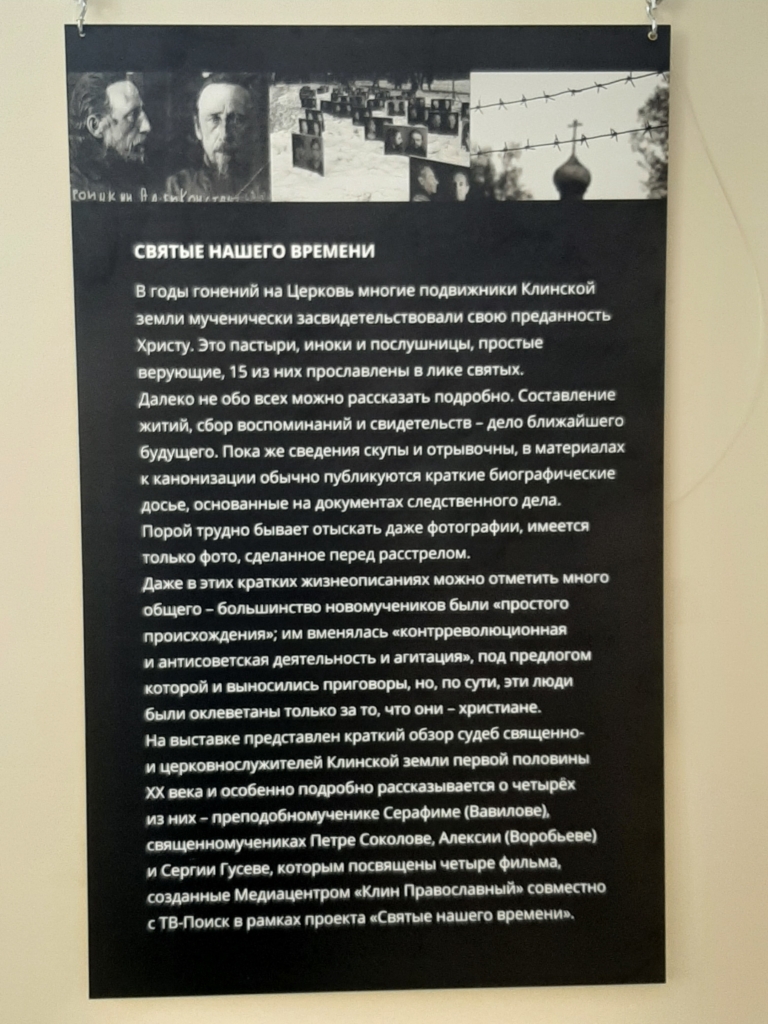 СВЯТЫЕ НАШЕГО ВРЕМЕНИ
В годы гонений на Церковь многие подвижники Клинской
земли мученически засвидетельствовали свою преданность
Христу. Это пастыри, иноки и послушницы, простые
верующие, 15 из них прославлены в лике святых.
Далеко не обо всех можно рассказать подробно. Составление
житий, сбор воспоминаний и свидетельств – дело ближайшего
будущего. Пока же сведения скупы и отрывочны, в материалах
к канонизации обычно публикуются краткие биографические
досье, основанные на документах следственного дела.
Порой трудно бывает отыскать даже фотографии, имеется
только фото, сделанное перед расстрелом.
Даже в этих кратких жизнеописаниях можно отметить много
общего – большинство новомучеников были «простого
происхождения»; им вменялась «контрреволюционная
и антисоветская деятельность и агитация», под предлогом
которой и выносились приговоры, но, по сути, эти люди
были оклеветаны только за то, что они – христиане.
На выставке представлен краткий обзор судеб священно-
и церковнослужителей Клинской земли первой половины
XX века и особенно подробно рассказывается о четырёх
из них – преподобномученике Серафиме (Вавилове),
священномучениках Петре Соколове, Алексии (Воробьеве)
и Сергии Гусеве, которым посвящены четыре фильма,
созданные Медиацентром «Клин Православный» совместно
с ТВ-Поиск в рамках проекта «Святые нашего времени».